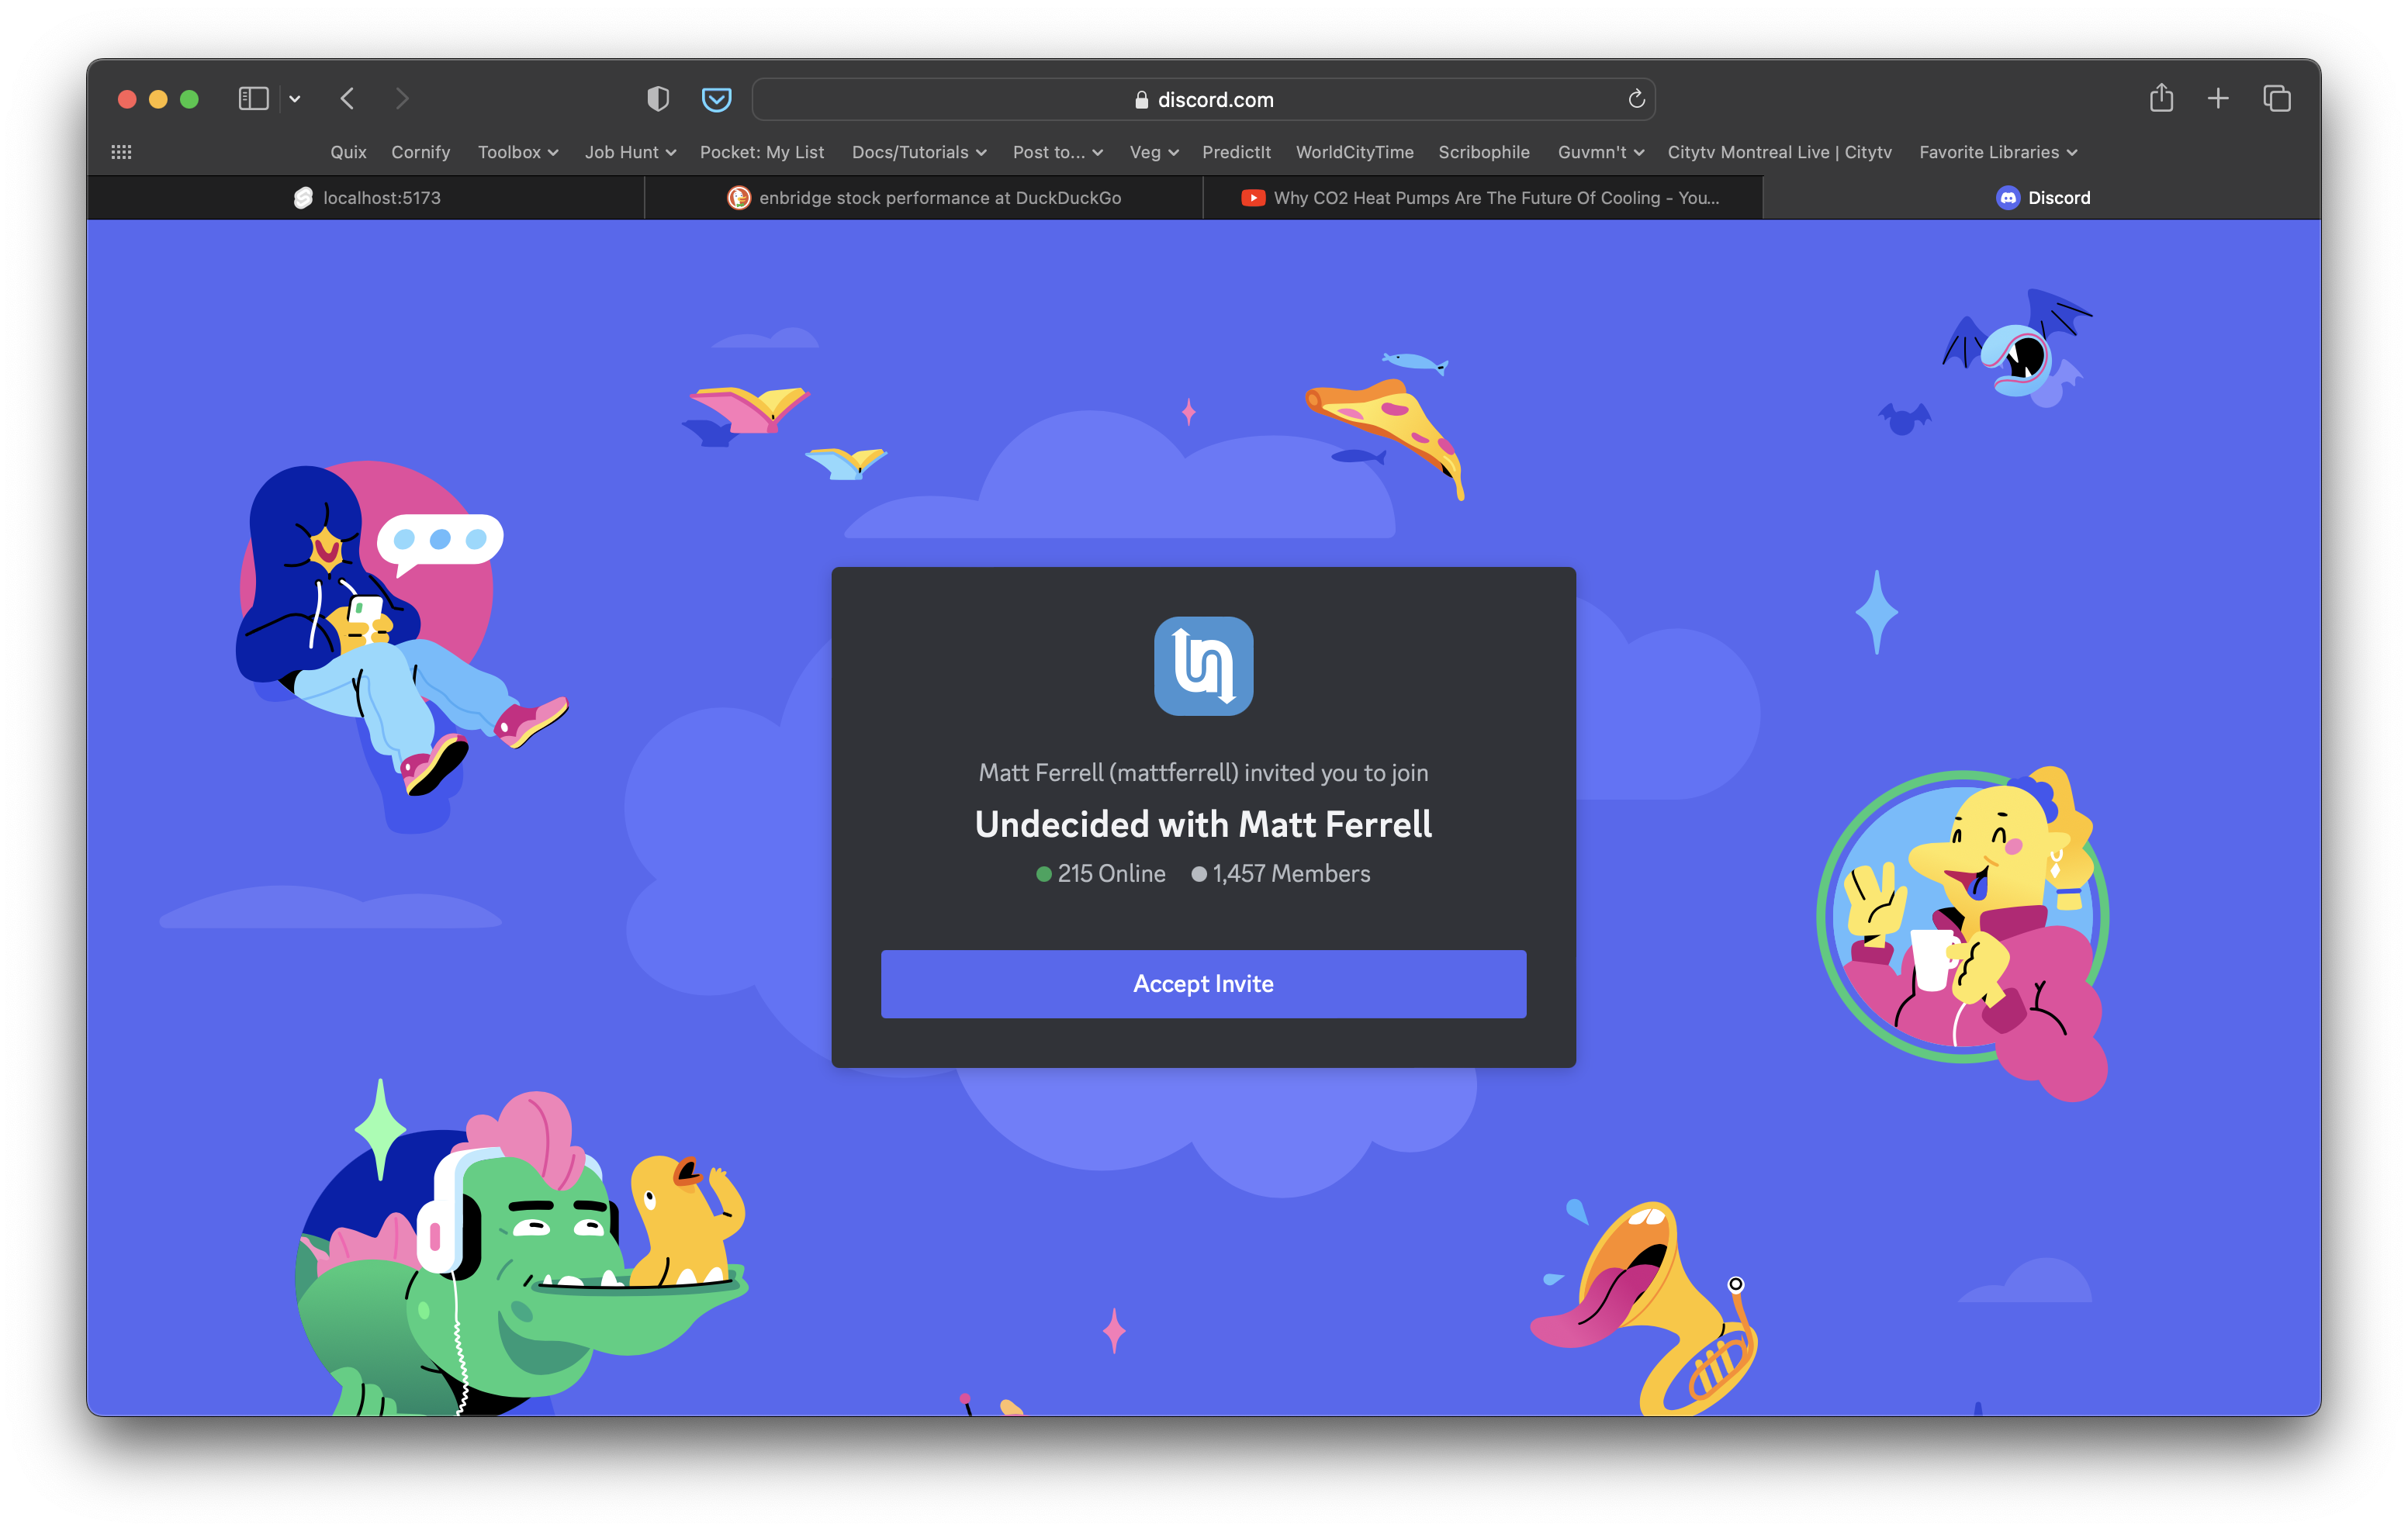 discord.com
Quix Cornify Toolbox Job Hunt Pocket: My List Docs/Tutorials Post to... Veg PredictIt WorldCityTime Scribophile Guvmn't Citytv Montreal Live | Citytv Favorite Libraries
localhost:5173 enbridge stock performance at DuckDuckGo Why CO2 Heat Pumps Are The Future Of Cooling - You... Discord
Matt Ferrell (mattferrell) invited you to join
Undecided with Matt Ferrell
215 Online 1,457 Members
Accept Invite